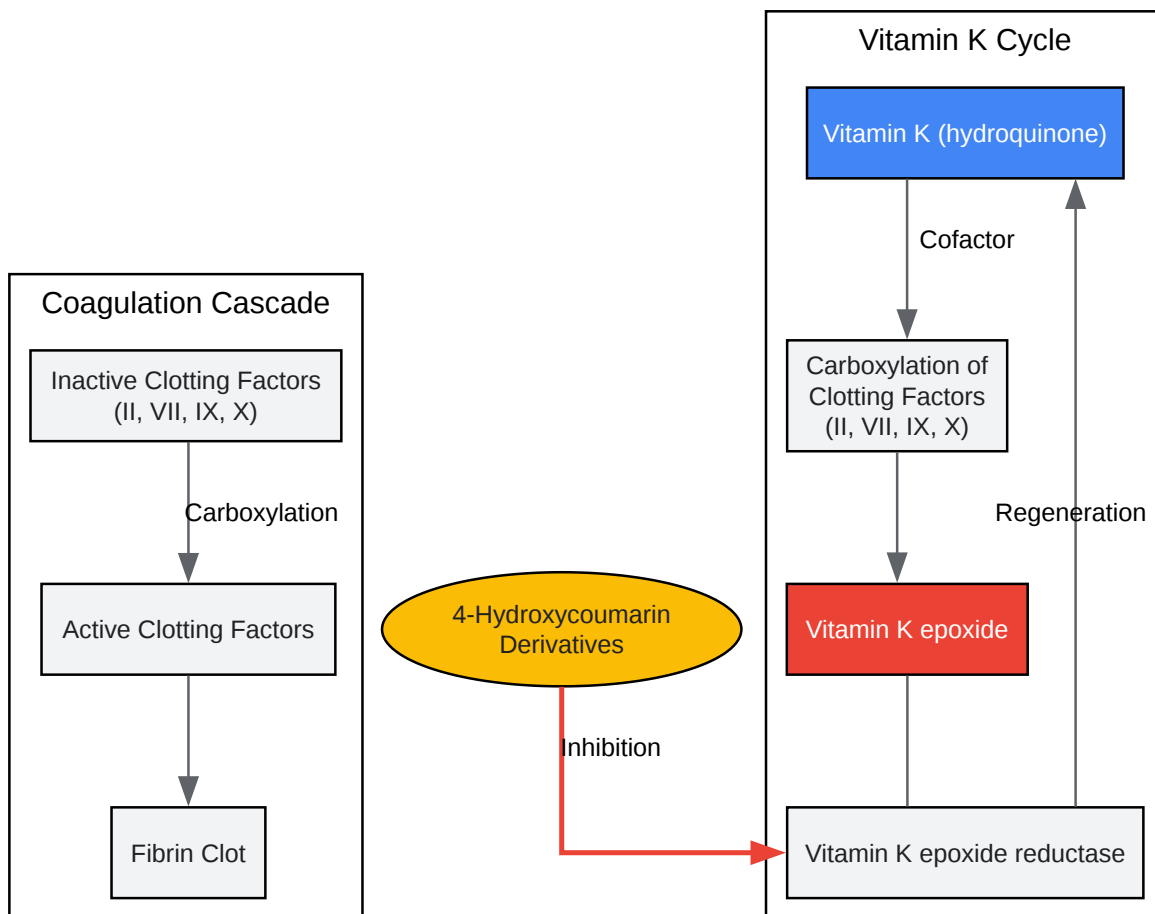 Coagulation Cascade
Inactive Clotting Factors
(II, VII, IX, X)
Carboxylation
Active Clotting Factors
Fibrin Clot
4-Hydroxycoumarin
Derivatives
Inhibition
Vitamin K Cycle
Vitamin K (hydroquinone)
Cofactor
Carboxylation of
Clotting Factors
(II, VII, IX, X)
Regeneration
Vitamin K epoxide
Vitamin K epoxide reductase